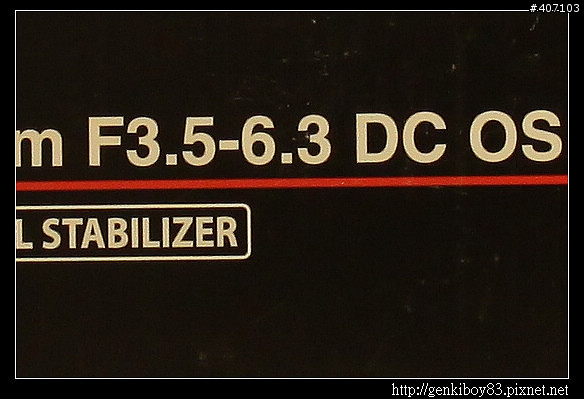 #407103
m F3.5-6.3 DC OS
L STABILIZER
http://genkiboy83.pixnet.net